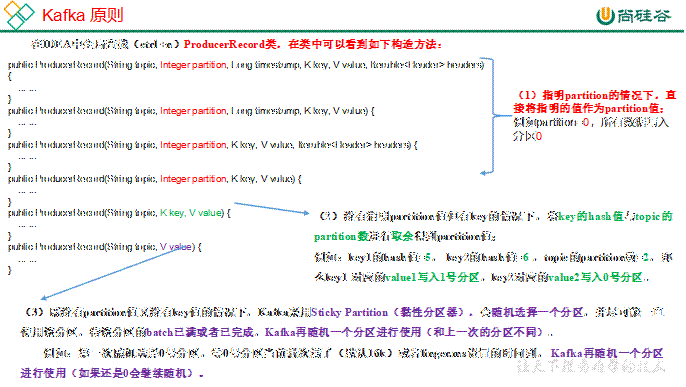 Kafka 原则
尚硅谷
ProducerRecord类，在类中可以看到如下构造方法：
public ProducerRecord(String topic, Integer partition, Long timestamp, K key, V value, Iterable<Header> headers)
{
... ...
}
public ProducerRecord(String topic, Integer partition, Long timestamp, K key, V value) {
... ...
}
public ProducerRecord(String topic, Integer partition, K key, V value, Iterable<Header> headers) {
... ...
}
public ProducerRecord(String topic, Integer partition, K key, V value) {
... ...
}
public ProducerRecord(String topic, K key, V value) {
... ...
}
public ProducerRecord(String topic, V value) {
... ...
}
（1）指明partition的情况下，直
接将指明的值作为partition值；
例如partition=0，所有数据写入
分区0
（2）没有指明partition值但有key的情况下，将key的hash值与topic的
partition数进行取余得到partition值；
例如：key1的hash值=5， key2的hash值=6 ，topic的partition数=2，那
么key1 对应的value1写入1号分区，key2对应的value2写入0号分区。
（3）既没有partition值又没有key值的情况下，Kafka采用Sticky Partition（黏性分区器），会随机选择一个分区，并尽可能一直
使用该分区，待该分区的batch已满或者已完成，Kafka再随机一个分区进行使用（和上一次的分区不同）。
例如：第一次随机选择0号分区，等0号分区当前批次满了（默认16k）或者linger.ms设置的时间到， Kafka再随机一个分区
进行使用（如果还是0会继续随机）。